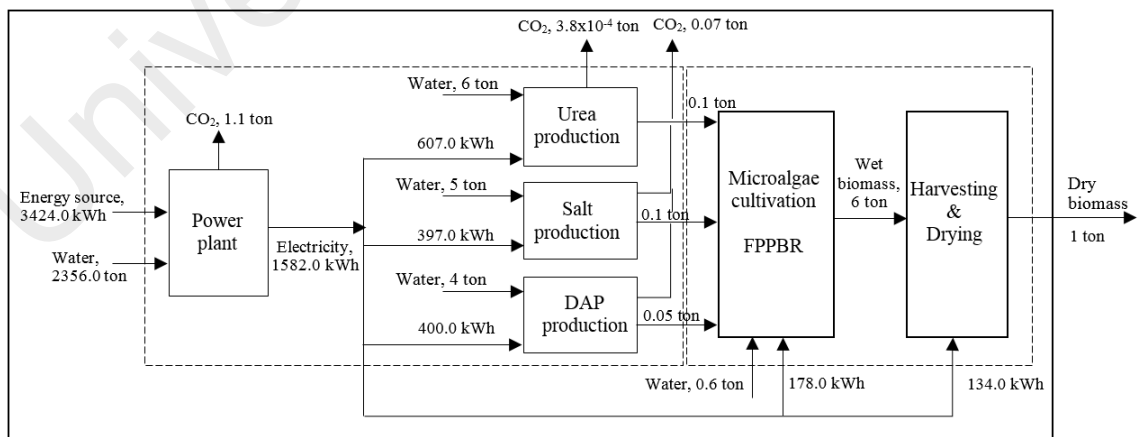 Unive
CO₂, 3.8x10⁻⁴ ton
CO₂, 0.07 ton
Water, 6 ton
CO₂, 1.1 ton
Urea
production
0.1 ton
607.0 kWh
Energy source,
3424.0 kWh
Power
plant
Water,
2356.0 ton
Electricity,
1582.0 kWh
Water, 5 ton
Salt
production
0.1 ton
397.0 kWh
Water, 4 ton
DAP
production
0.05 ton
400.0 kWh
Microalgae
cultivation
FPPBR
Wet
biomass,
6 ton
Harvesting
&
Drying
Dry
biomass
1 ton
Water, 0.6 ton
178.0 kWh
134.0 kWh